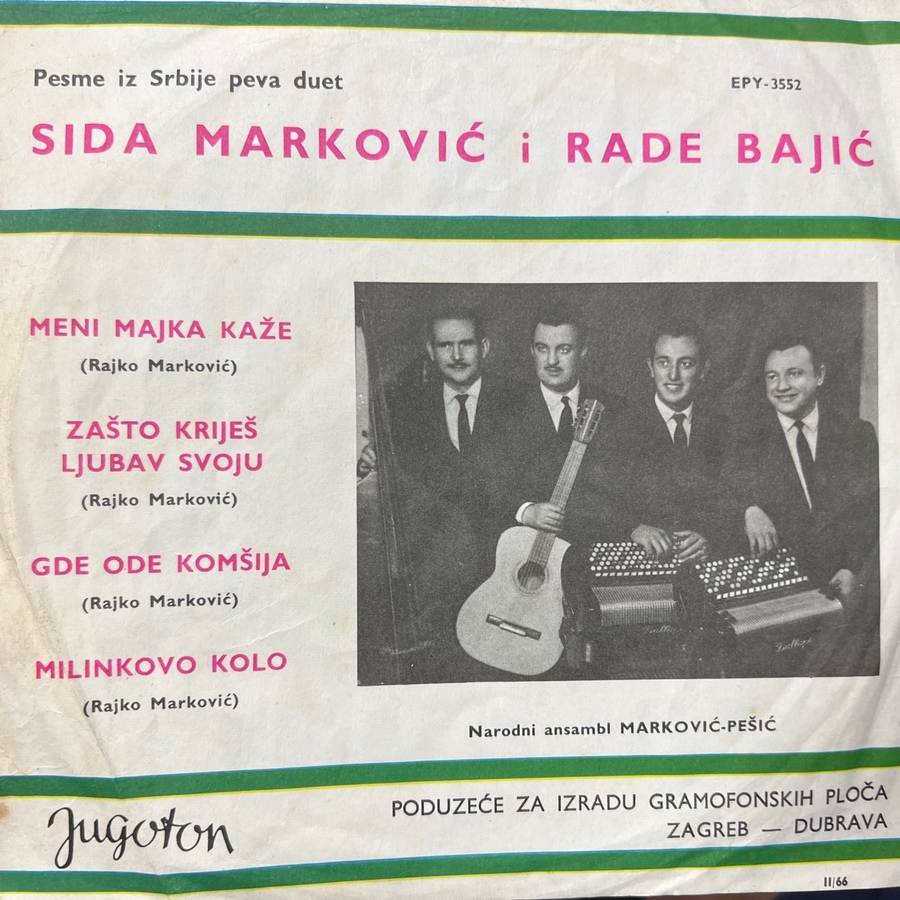 Pesme iz Srbije peva duet
EPY-3552
SIDA MARKOVIĆ i RADE BAJIĆ
MENI MAJKA KAŽE
(Rajko Marković)
ZAŠTO KRIJEŠ
LJUBAV SVOJU
(Rajko Marković)
GDE ODE KOMŠIJA
(Rajko Marković)
MILINKOVO KOLO
(Rajko Marković)
Narodni ansambl MARKOVIĆ-PEŠIĆ
Jugoton
PODUZEĆE ZA IZRADU GRAMOFONSKIH PLOČA
ZAGREB — DUBRAVA
II/66